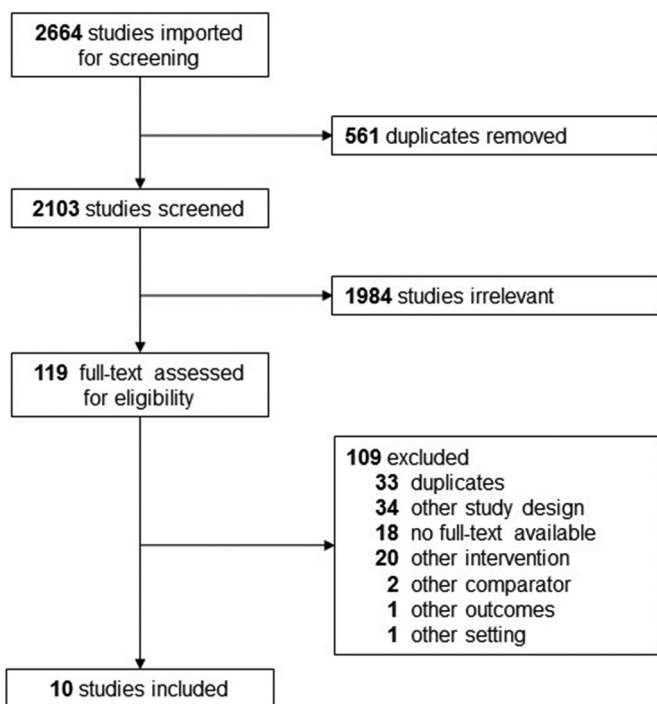 2664 studies imported
for screening
561 duplicates removed
2103 studies screened
1984 studies irrelevant
119 full-text assessed
for eligibility
109 excluded
33 duplicates
34 other study design
18 no full-text available
20 other intervention
2 other comparator
1 other outcomes
1 other setting
10 studies included